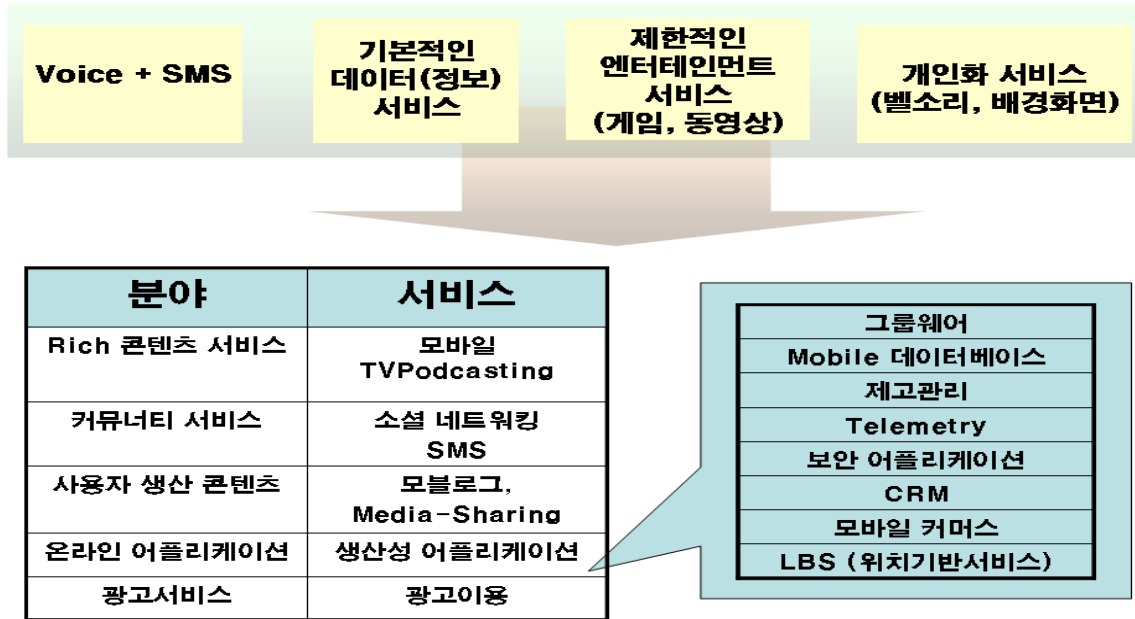 Voice + SMS
기본적인
데이터(정보)
서비스
제한적인
엔터테인먼트
서비스
(게임, 동영상)
개인화 서비스
(벨소리, 배경화면)
분야
서비스
Rich 콘텐츠 서비스
모바일
TVPodcasting
커뮤너티 서비스
소셜 네트워킹
SMS
사용자 생산 콘텐츠
모블로그,
Media-Sharing
온라인 어플리케이션
생산성 어플리케이션
광고서비스
광고이용
그룹웨어
Mobile 데이터베이스
제고관리
Telemetry
보안 어플리케이션
CRM
모바일 커머스
LBS (위치기반서비스)